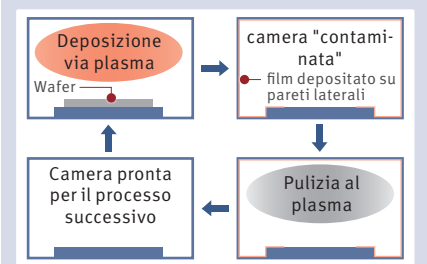 Deposizione
via plasma
Wafer
camera "contami-
nata"
film depositato su
pareti laterali
Camera pronta
per il processo
successivo
Pulizia al
plasma